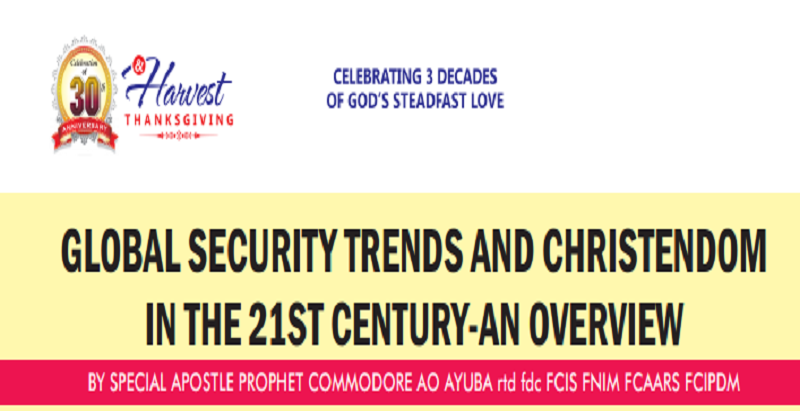 Celebration
of
30th
ANNIVERSARY
& Harvest
THANKSGIVING
CELEBRATING 3 DECADES
OF GOD'S STEADFAST LOVE
GLOBAL SECURITY TRENDS AND CHRISTENDOM
IN THE 21ST CENTURY-AN OVERVIEW
BY SPECIAL APOSTLE PROPHET COMMODORE AO AYUBA rtd fdc FCIS FNIM FCAARS FCIPDM